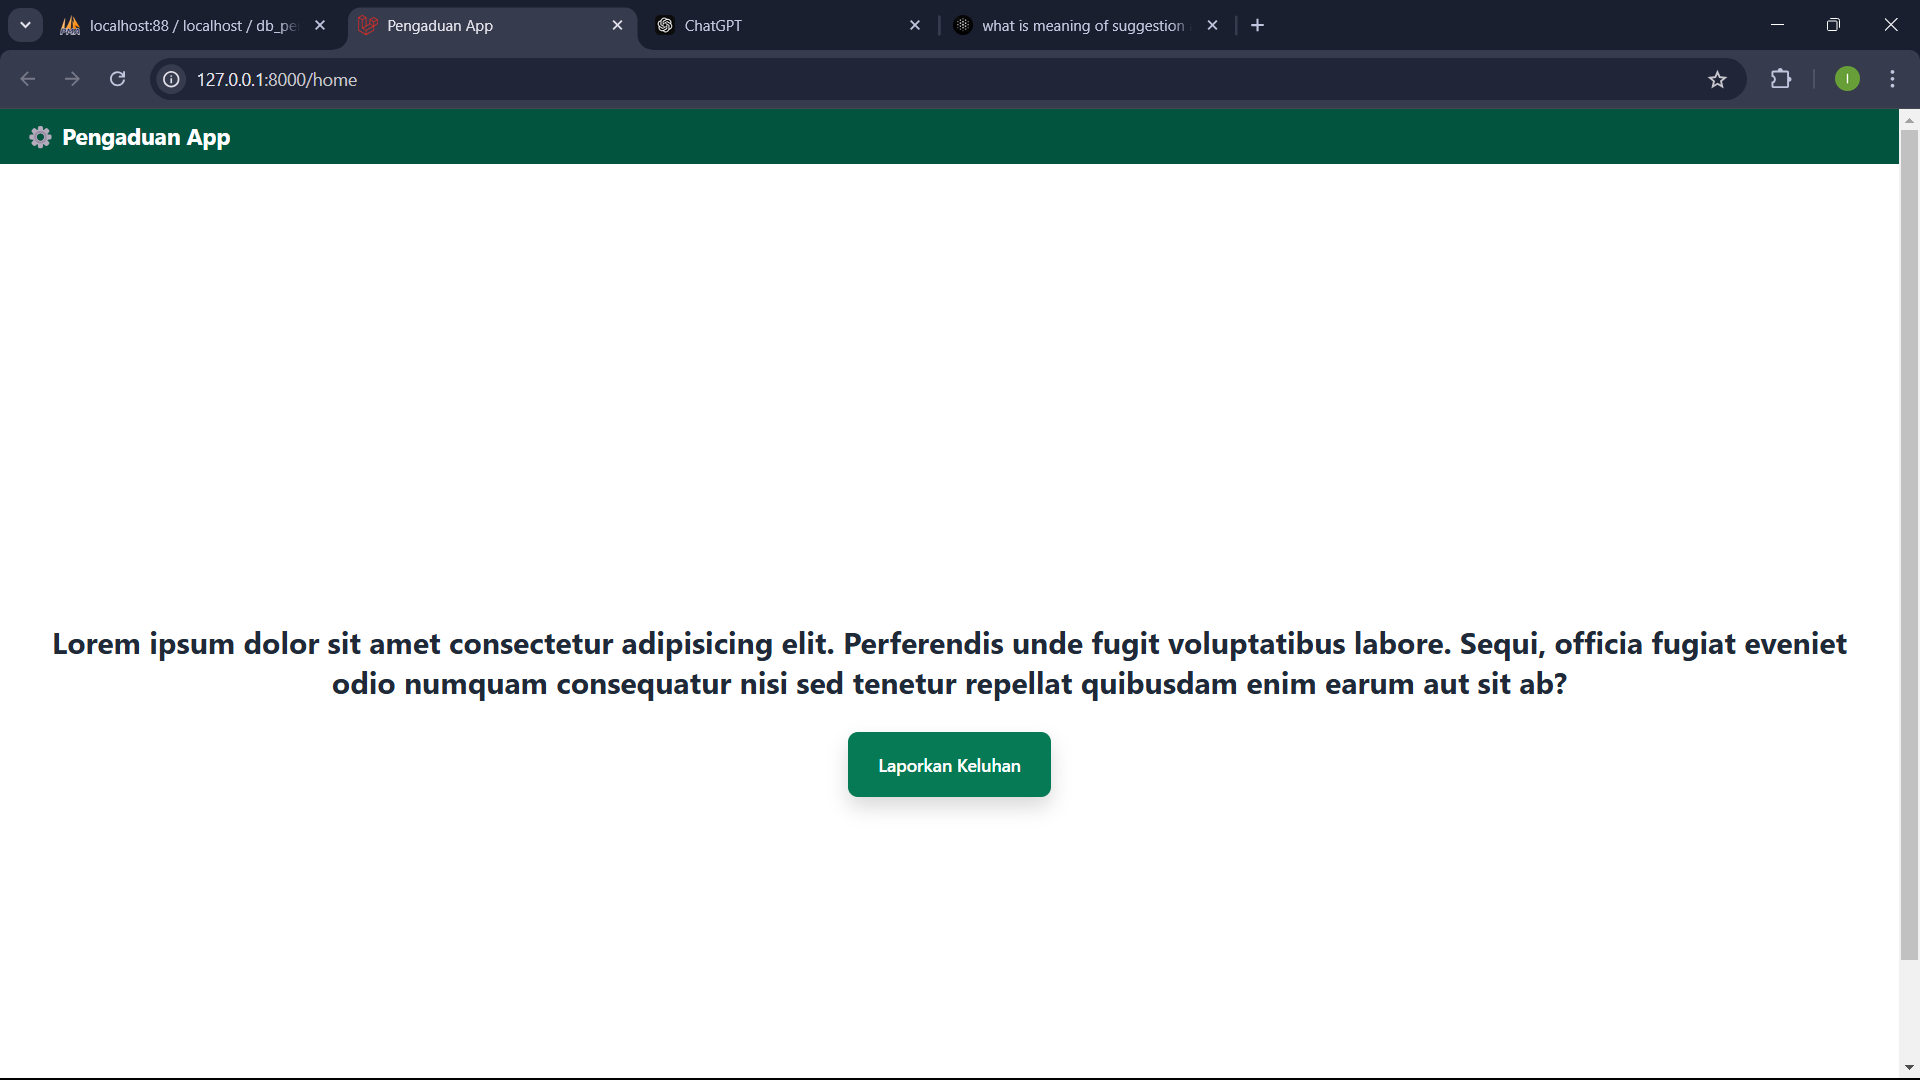 localhost:88 / localhost / db_pe
Pengaduan App
ChatGPT
what is meaning of suggestion
127.0.0.1:8000/home
I
Pengaduan App
Lorem ipsum dolor sit amet consectetur adipisicing elit. Perferendis unde fugit voluptatibus labore. Sequi, officia fugiat eveniet
odio numquam consequatur nisi sed tenetur repellat quibusdam enim earum aut sit ab?
Laporkan Keluhan